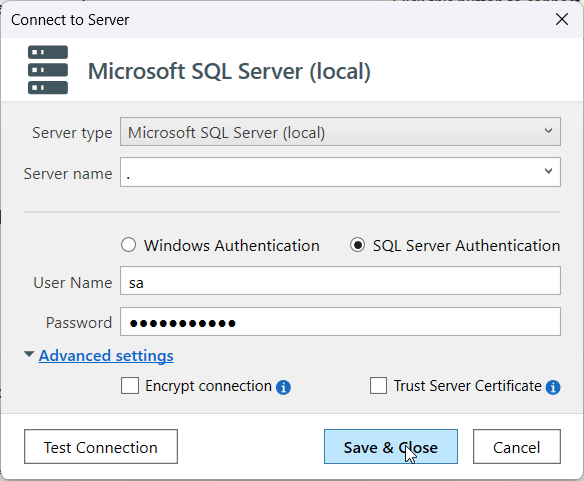 Connect to Server
Microsoft SQL Server (local)
Server type Microsoft SQL Server (local)
Server name .
Windows Authentication SQL Server Authentication
User Name sa
Password ●●●●●●●●●●●
Advanced settings
Encrypt connection Trust Server Certificate
Test Connection Save & Close Cancel